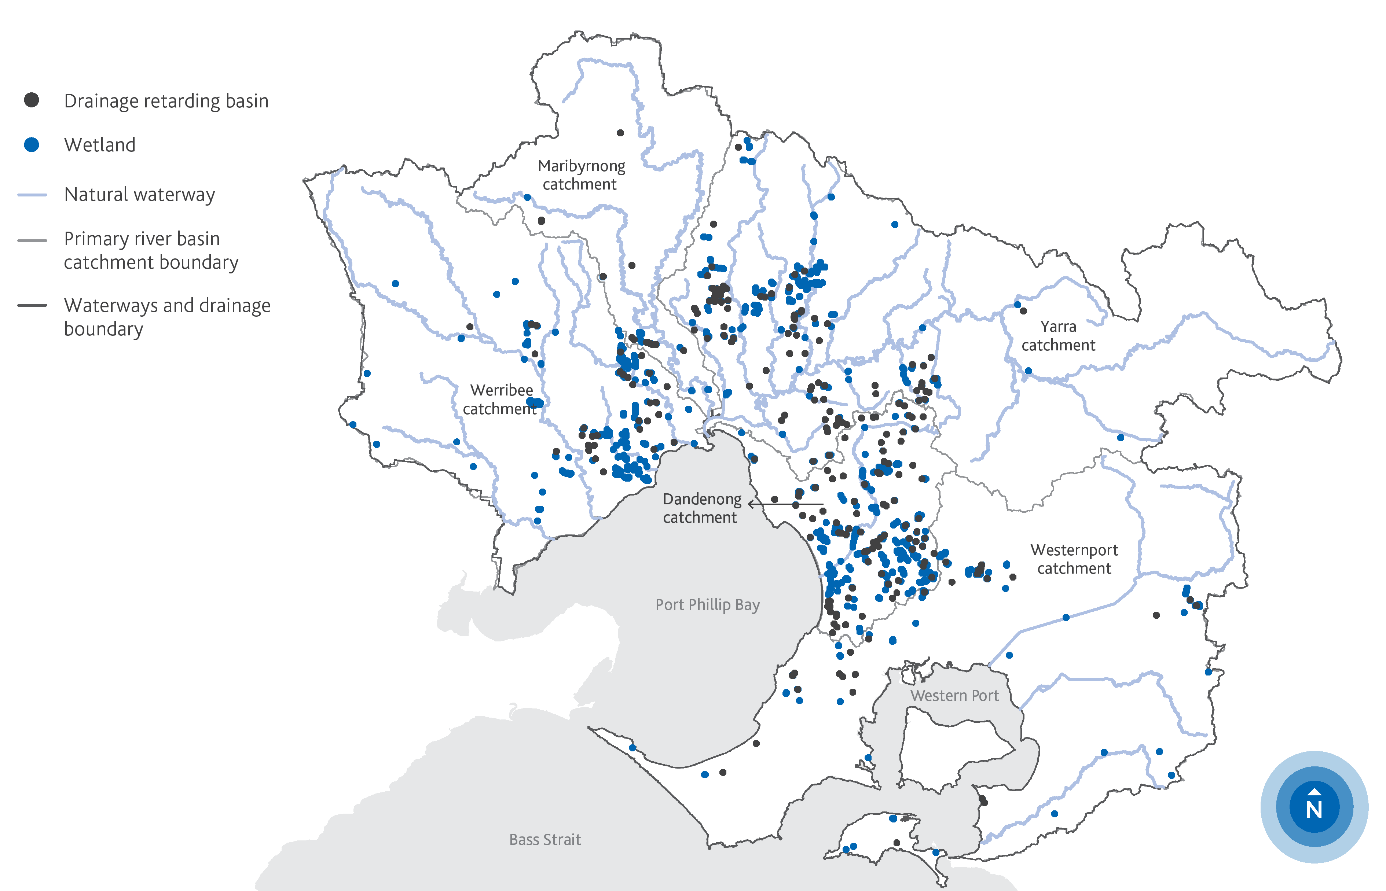 Drainage retarding basin
Wetland
Natural waterway
Primary river basin
catchment boundary
Waterways and drainage
boundary
Maribyrnong
catchment
Yarra
catchment
Werribee
catchment
Dandenong
catchment
Westernport
catchment
Port Phillip Bay
Western Port
Bass Strait
N